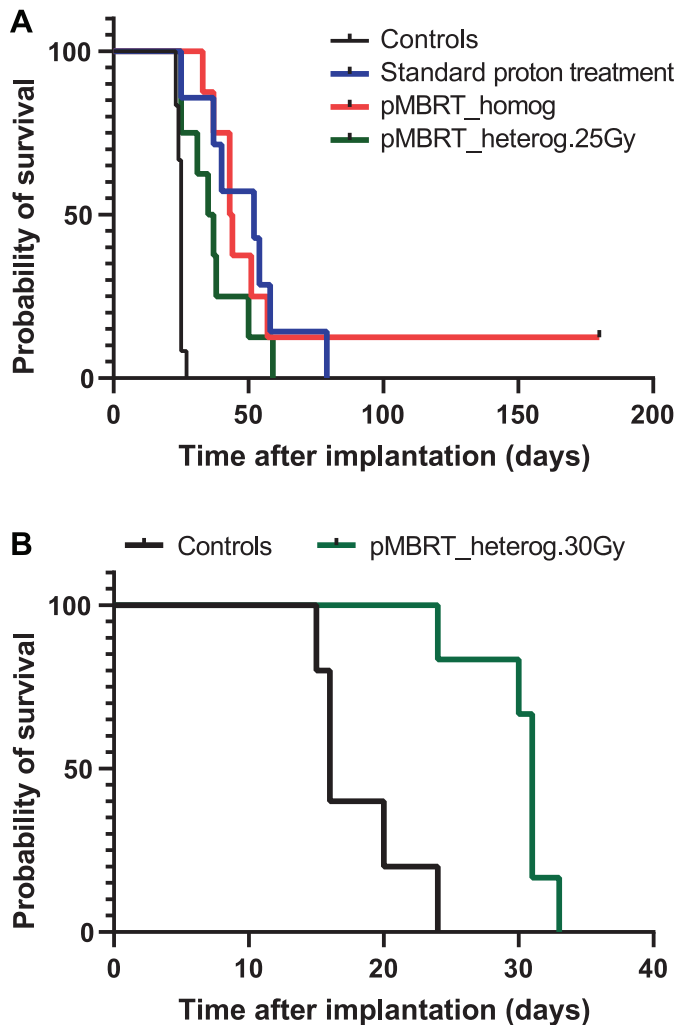 A
Controls
Standard proton treatment
pMBRT_homog
pMBRT_heterog.25Gy
Probability of survival
100
50
0
0 50 100 150 200
Time after implantation (days)
B
Controls pMBRT_heterog.30Gy
Probability of survival
100
50
0
0 10 20 30 40
Time after implantation (days)